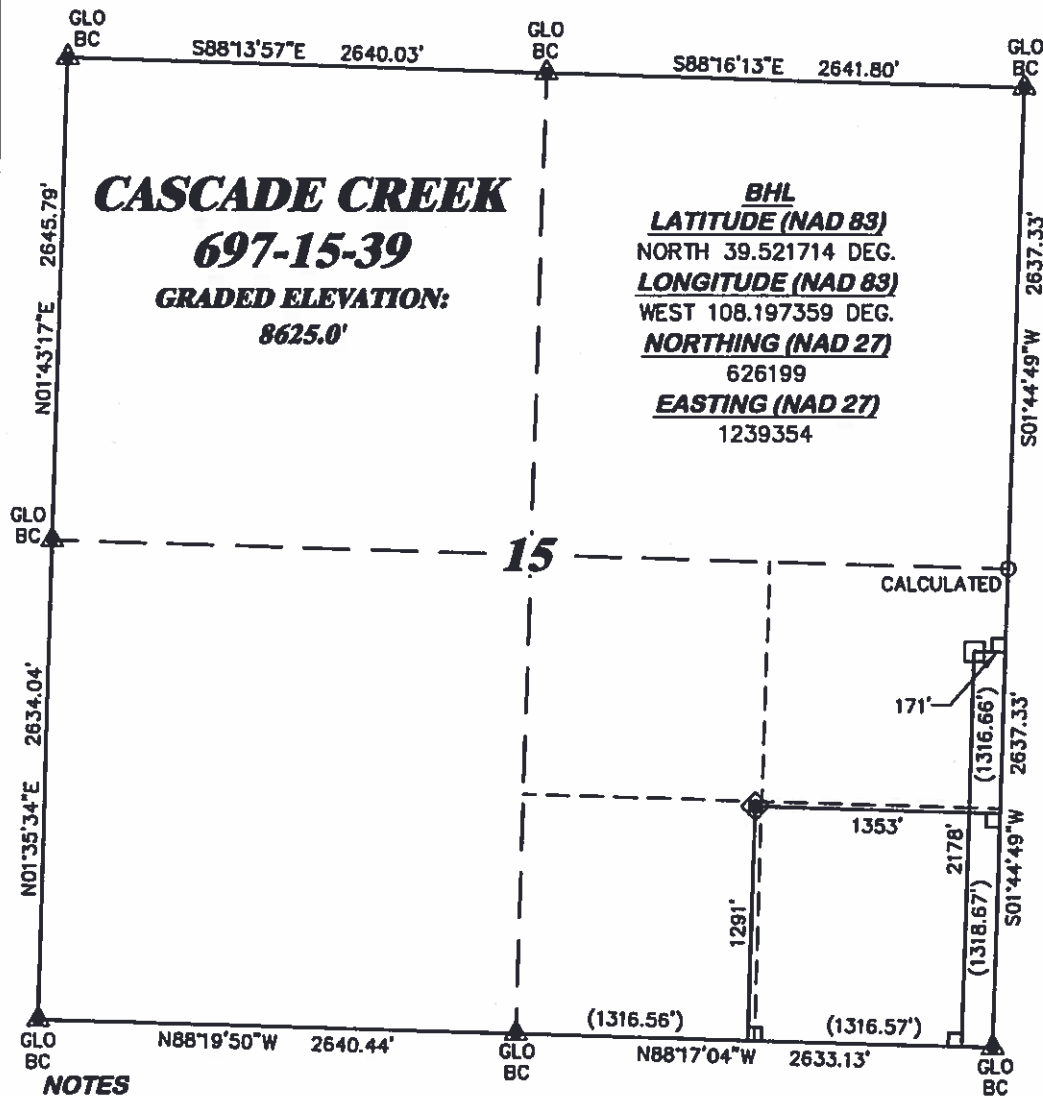 GLO
BC
S88°13'57"E 2640.03'
GLO
BC
S88°16'13"E 2641.80'
GLO
BC
N01°43'17"E 2645.79'
CASCADE CREEK
697-15-39
GRADED ELEVATION:
8625.0'
BHL
LATITUDE (NAD 83)
NORTH 39.521714 DEG.
LONGITUDE (NAD 83)
WEST 108.197359 DEG.
NORTHING (NAD 27)
626199
EASTING (NAD 27)
1239354
S01°44'49"W 2637.33'
GLO
BC
15
CALCULATED
N01°35'34"E 2634.04'
171'
(1316.66')
2637.33'
1353'
1291'
2178'
(1318.67')
S01°44'49"W
GLO
BC
N88°19'50"W 2640.44'
GLO
BC
(1316.56')
(1316.57')
N88°17'04"W 2633.13'
GLO
BC
NOTES